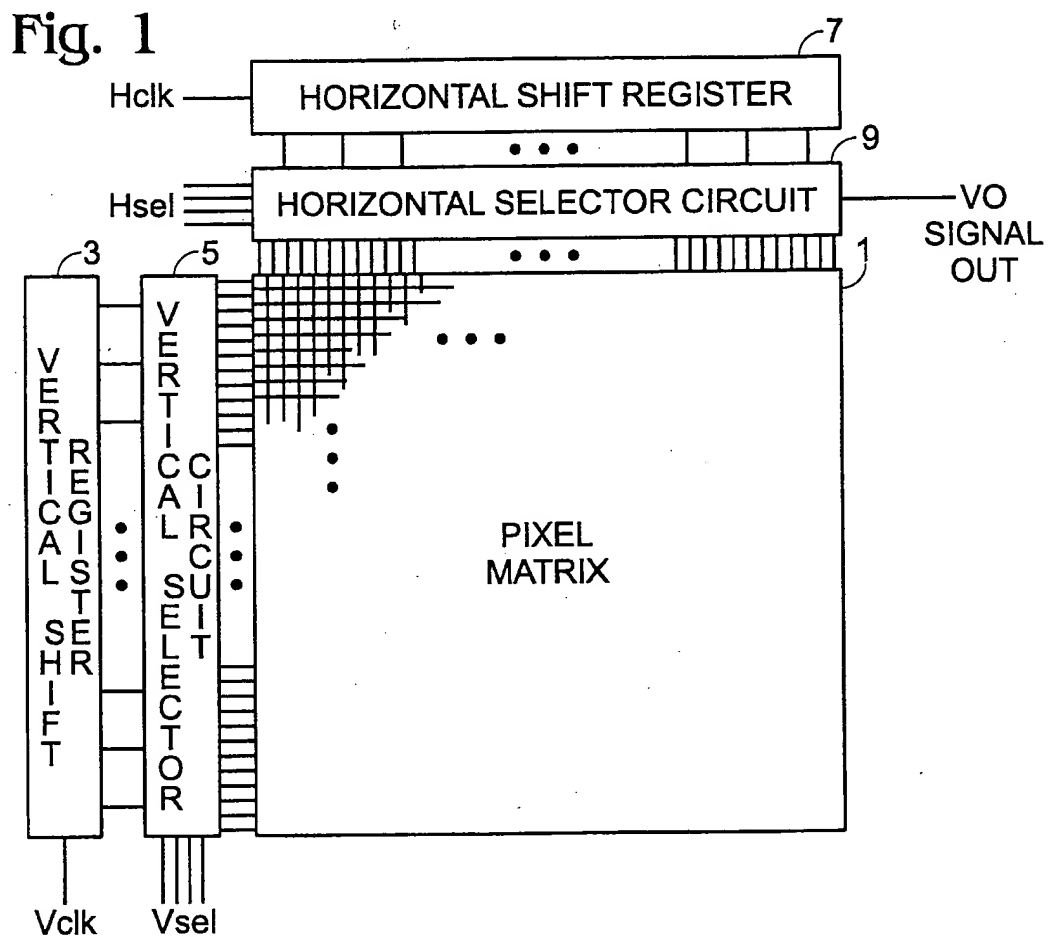 Fig. 1
7
Hclk
HORIZONTAL SHIFT REGISTER
9
Hsel
HORIZONTAL SELECTOR CIRCUIT
VO
SIGNAL
OUT
3
5
1
VERTICAL SHIFT
REGISTER
VERTICAL SELECTOR
CIRCUIT
PIXEL
MATRIX
Vclk
Vsel